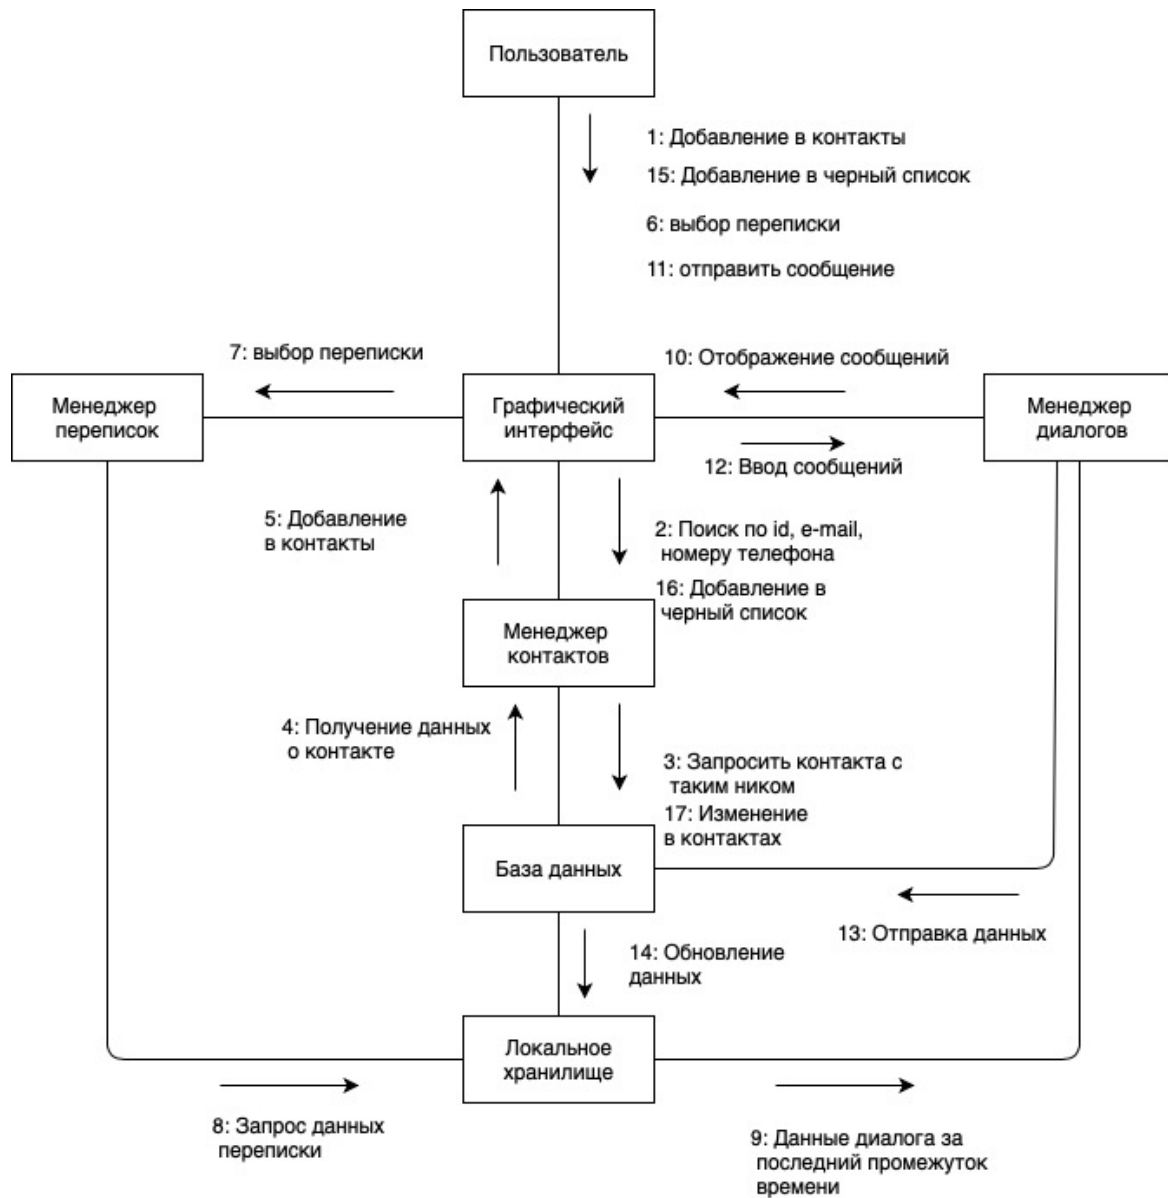 Пользователь
1: Добавление в контакты
15: Добавление в черный список
6: выбор переписки
11: отправить сообщение
7: выбор переписки
10: Отображение сообщений
Менеджер
переписок
Графический
интерфейс
Менеджер
диалогов
12: Ввод сообщений
5: Добавление
в контакты
2: Поиск по id, e-mail,
номеру телефона
16: Добавление в
черный список
Менеджер
контактов
4: Получение данных
о контакте
3: Запросить контакта с
таким ником
17: Изменение
в контактах
База данных
13: Отправка данных
14: Обновление
данных
Локальное
хранилище
8: Запрос данных
переписки
9: Данные диалога за
последний промежуток
времени